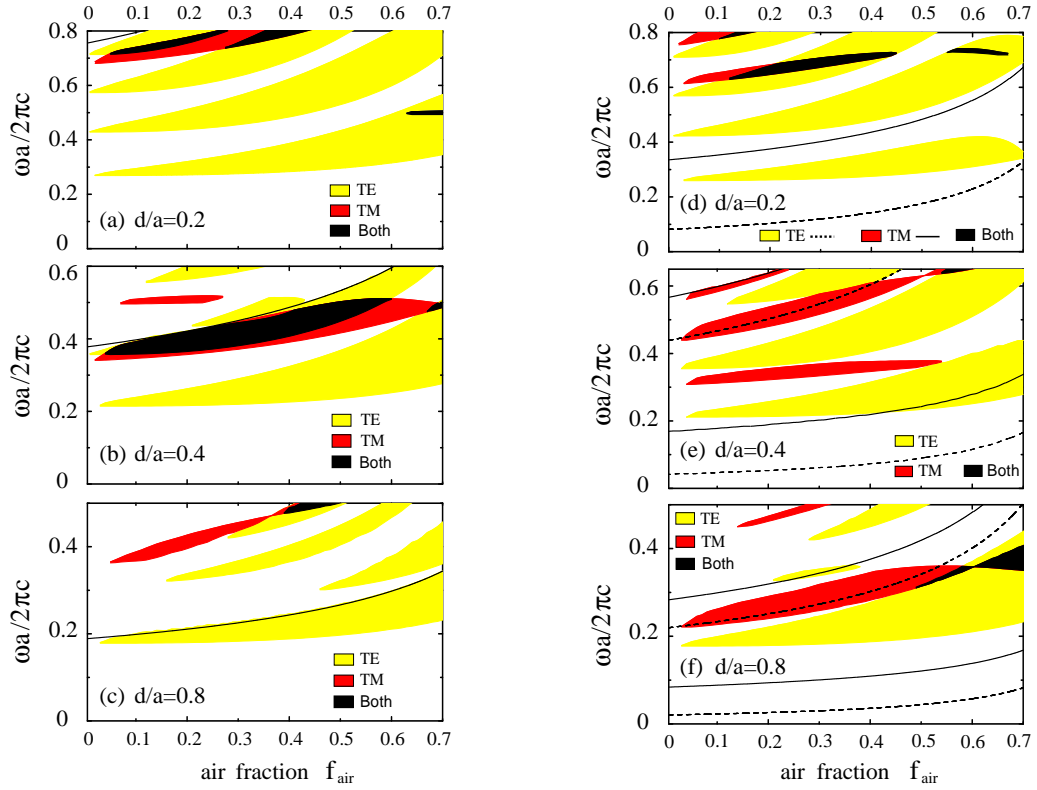 0 0.1 0.2 0.3 0.4 0.5 0.6 0.7
0.8
0.6
0.4
0.2
0
ωa/2πc
(a) d/a=0.2
TE
TM
Both
0.6
0.4
0.2
0
ωa/2πc
(b) d/a=0.4
TE
TM
Both
0.4
0.2
0
ωa/2πc
(c) d/a=0.8
TE
TM
Both
0 0.1 0.2 0.3 0.4 0.5 0.6 0.7
air fraction f air
0 0.1 0.2 0.3 0.4 0.5 0.6 0.7
0.8
0.6
0.4
0.2
0
ωa/2πc
(d) d/a=0.2
TE TM Both
0.6
0.4
0.2
0
ωa/2πc
(e) d/a=0.4
TE
TM Both
0.4
0.2
0
ωa/2πc
TE
TM
Both
(f) d/a=0.8
0 0.1 0.2 0.3 0.4 0.5 0.6 0.7
air fraction f air